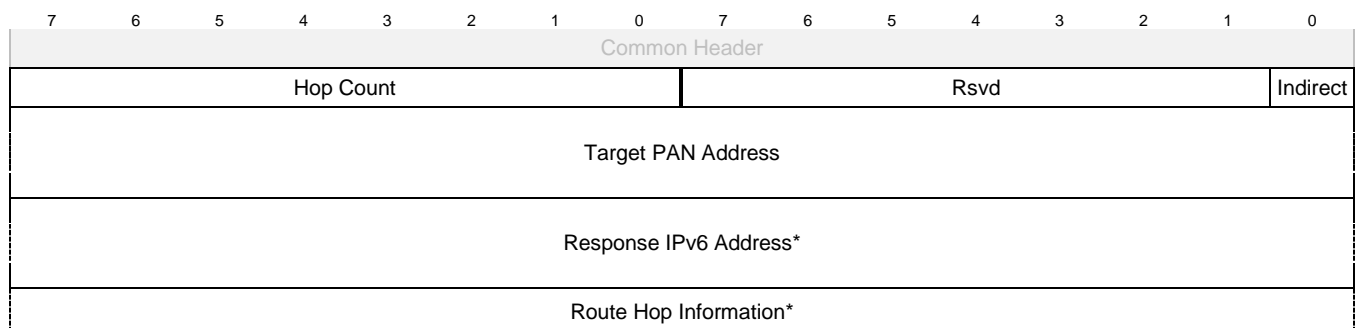 7 6 5 4 3 2 1 0 7 6 5 4 3 2 1 0
Common Header
Hop Count Rsvd Indirect
Target PAN Address
Response IPv6 Address*
Route Hop Information*